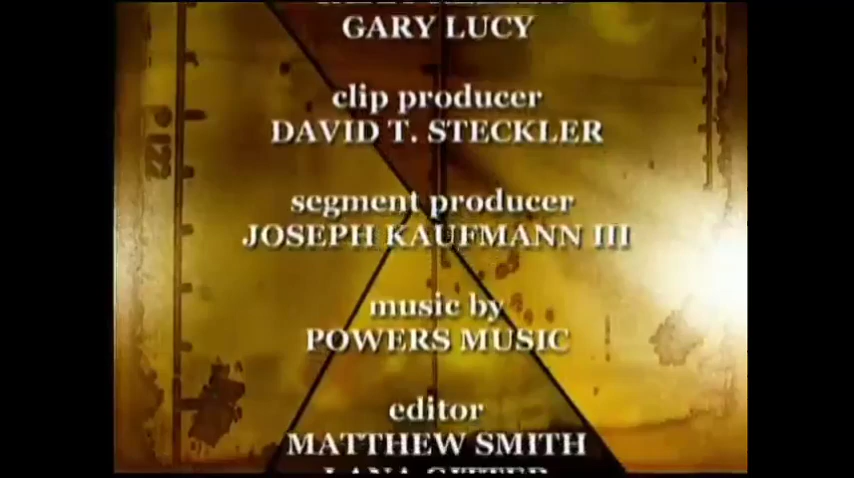 GARY LUCY
clip producer
DAVID T. STECKLER
segment producer
JOSEPH KAUFMANN III
music by
POWERS MUSIC
editor
MATTHEW SMITH